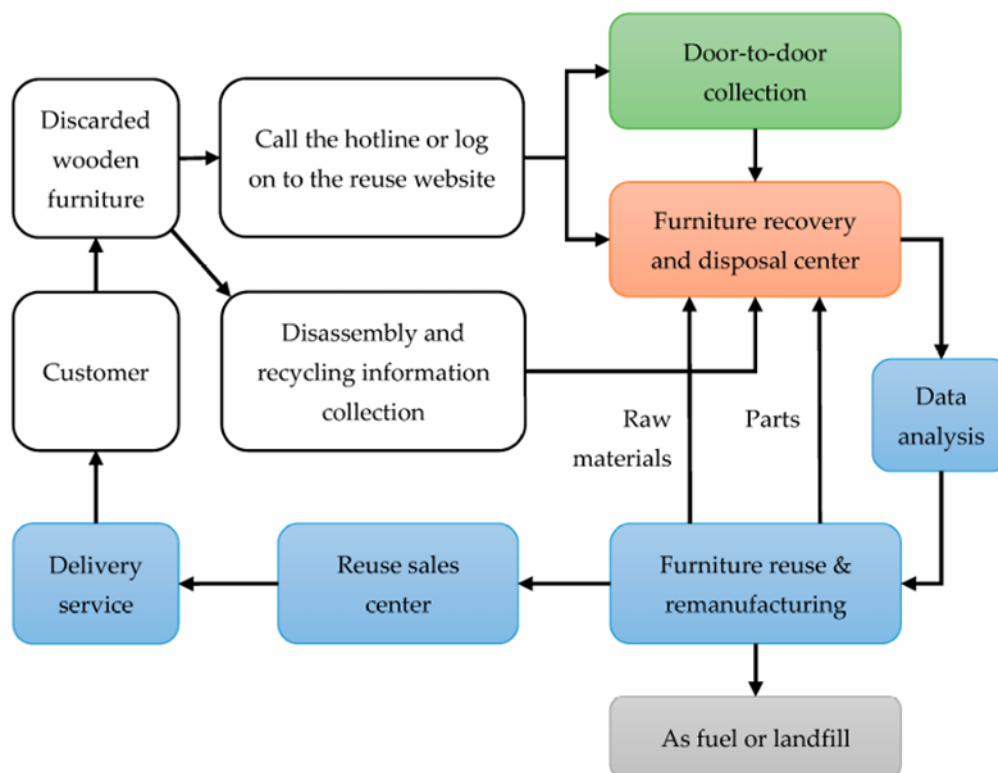 Door-to-door
collection
Discarded
wooden
furniture
Call the hotline or log
on to the reuse website
Furniture recovery
and disposal center
Customer
Disassembly and
recycling information
collection
Raw
materials
Parts
Data
analysis
Delivery
service
Reuse sales
center
Furniture reuse &
remanufacturing
As fuel or landfill